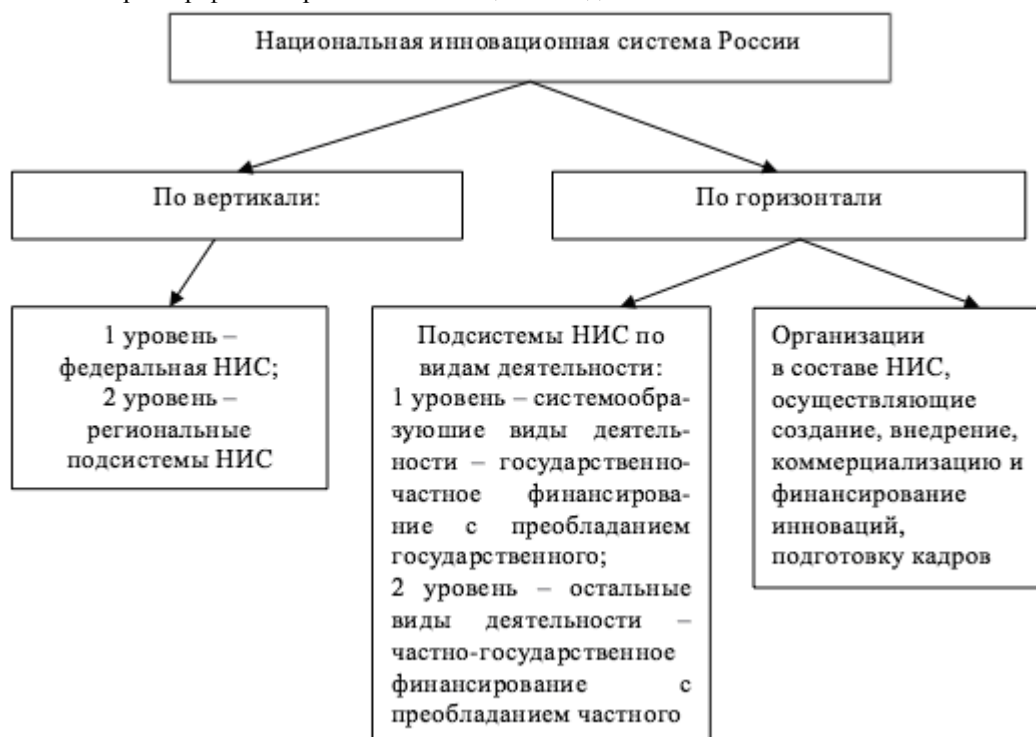 Национальная инновационная система России
По вертикали:
По горизонтали
1 уровень –
федеральная НИС;
2 уровень –
региональные
подсистемы НИС
Подсистемы НИС по
видам деятельности:
1 уровень – системообра-
зуюшие виды деятель-
ности – государственно-
частное финансирова-
ние с преобладанием
государственного;
2 уровень – остальные
виды деятельности –
частно-государственное
финансирование с
преобладанием частного
Организации
в составе НИС,
осуществляющие
создание, внедрение,
коммерциализацию и
финансирование
инноваций,
подготовку кадров